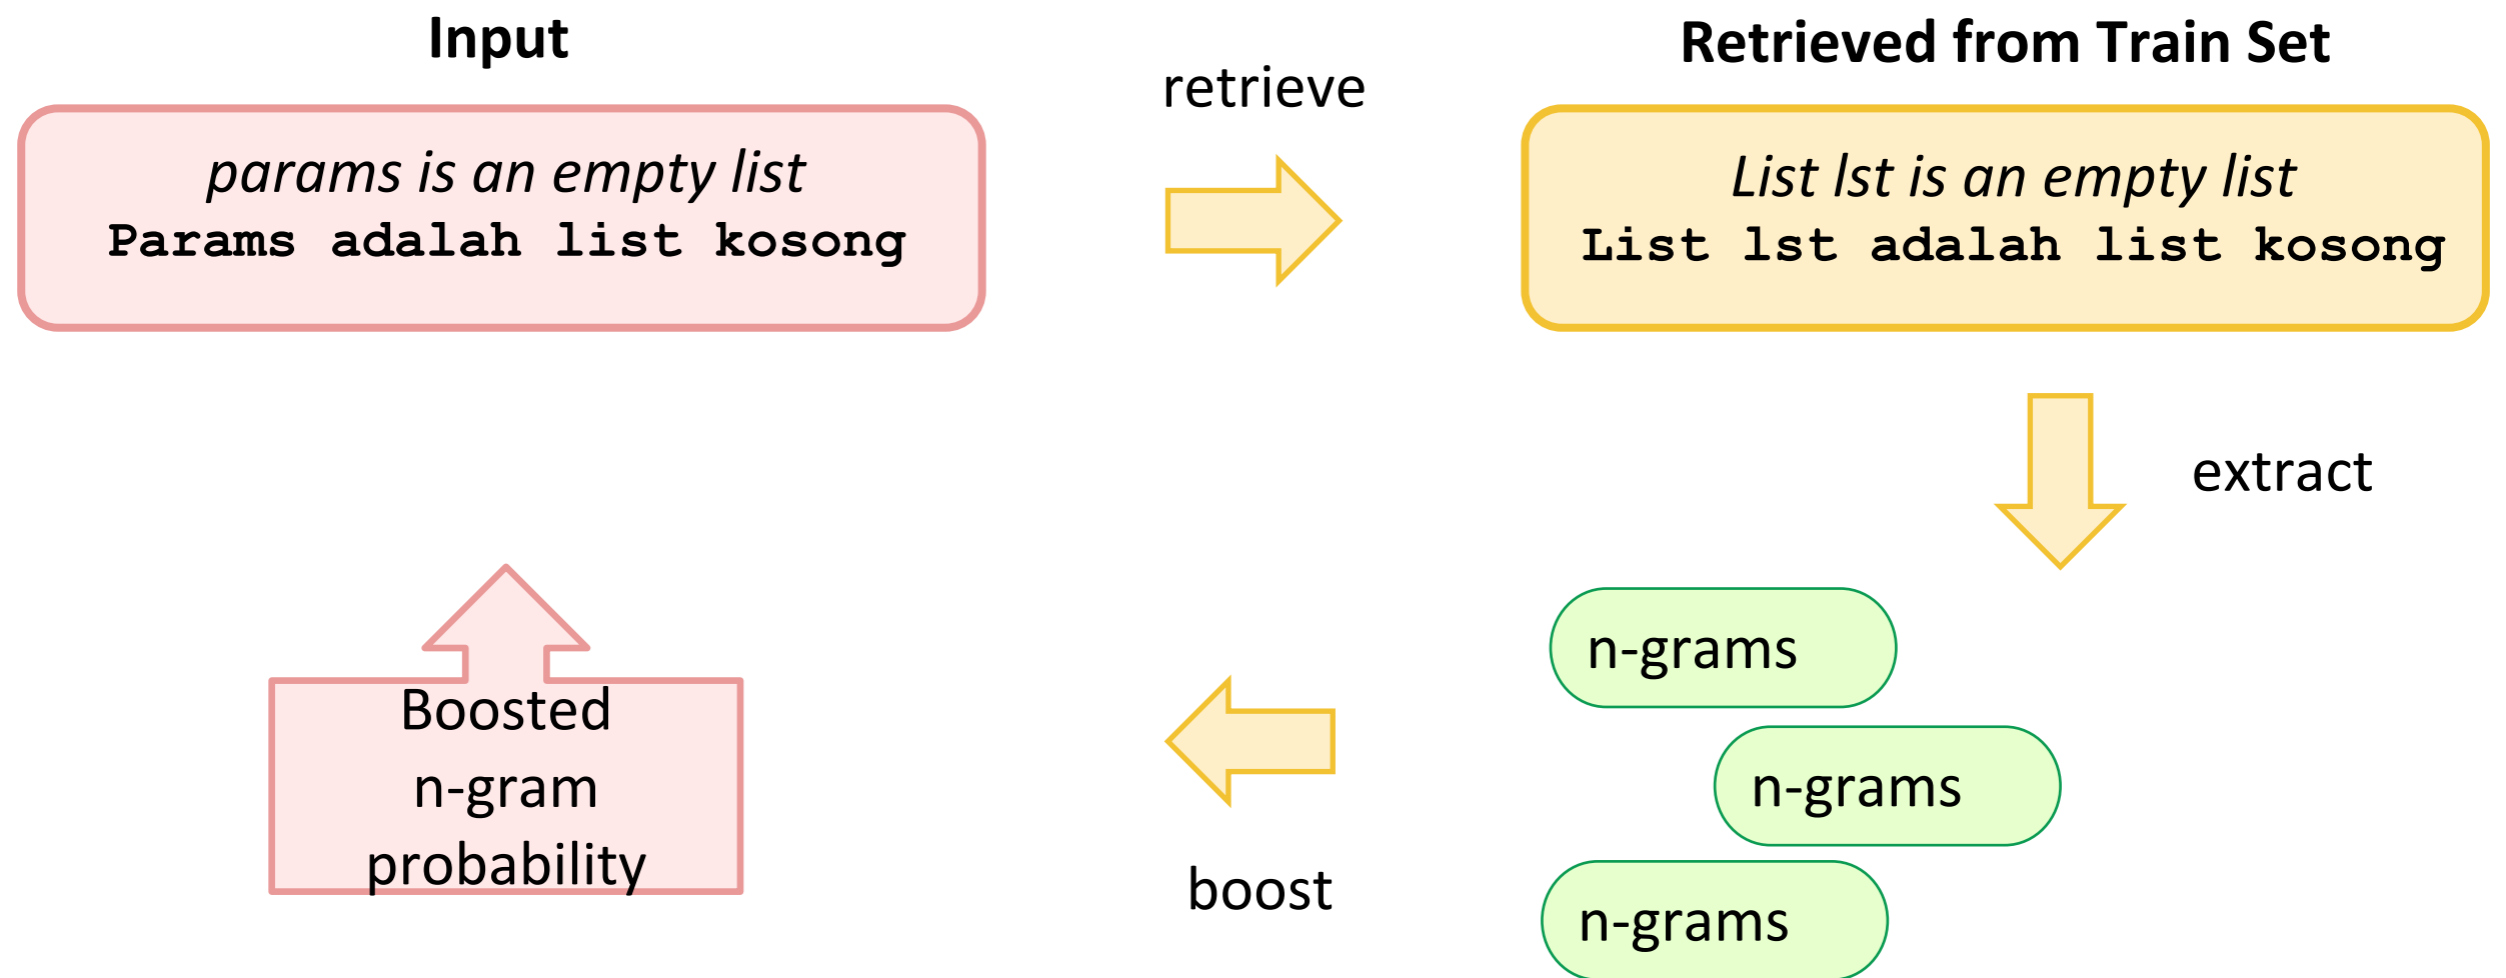 Input
params is an empty list
Params adalah list kosong
retrieve
Retrieved from Train Set
List lst is an empty list
List lst adalah list kosong
extract
n-grams
n-grams
n-grams
boost
Boosted
n-gram
probability